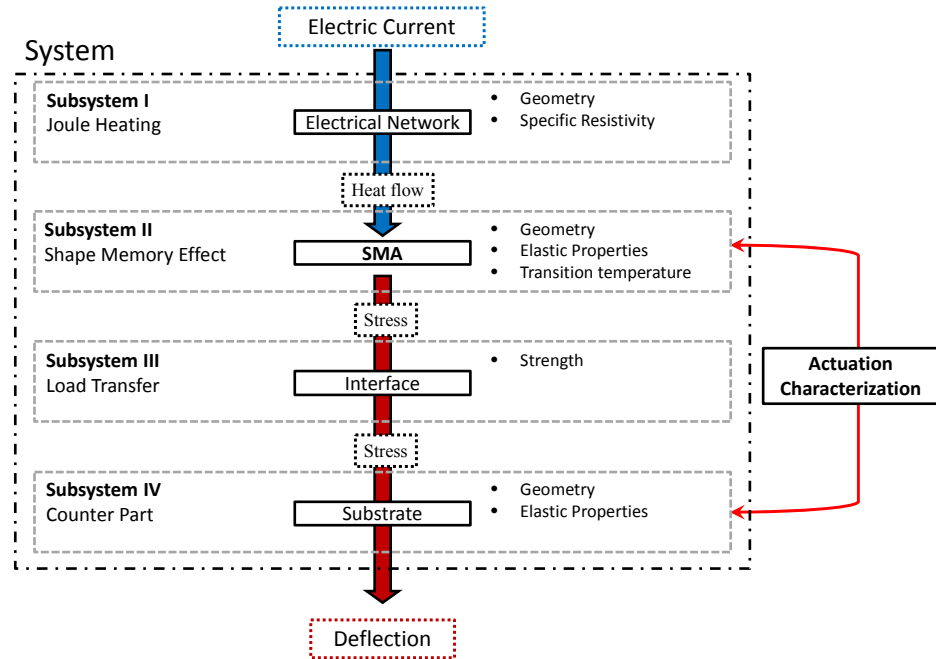 Electric Current
System
Subsystem I
Joule Heating
Electrical Network
• Geometry
• Specific Resistivity
Heat flow
Subsystem II
Shape Memory Effect
SMA
• Geometry
• Elastic Properties
• Transition temperature
Stress
Subsystem III
Load Transfer
Interface
• Strength
Actuation
Characterization
Stress
Subsystem IV
Counter Part
Substrate
• Geometry
• Elastic Properties
Deflection